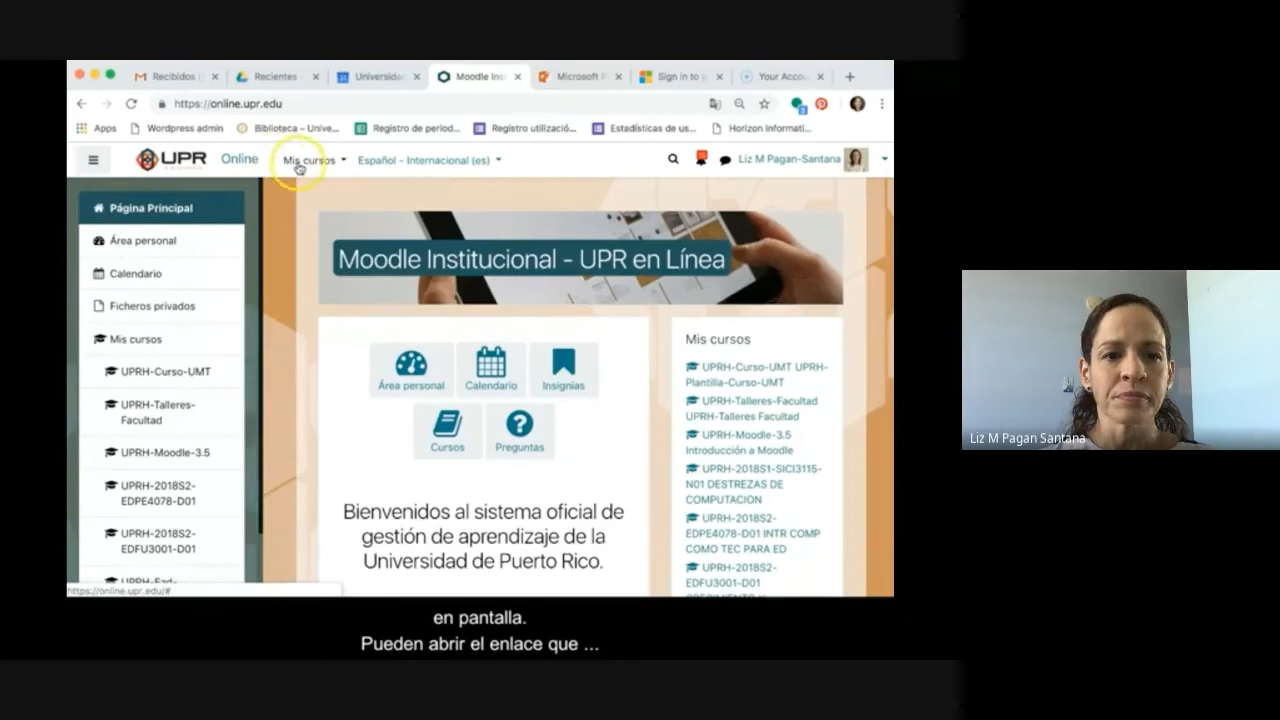 Recibidos (
Recientes
Universida
Moodle Ins
Microsoft
Sign in to
Your Acco
https://online.upr.edu
Apps
Wordpress admin
Biblioteca – Unive...
Registro de period...
Registro utilizació...
Estadísticas de us...
Horizon Informati...
UPR
Online
Mis cursos
Español - Internacional (es)
Liz M Pagan-Santana
Página Principal
Área personal
Calendario
Ficheros privados
Mis cursos
UPRH-Curso-UMT
UPRH-Talleres-
Facultad
UPRH-Moodle-3.5
UPRH-2018S2-
EDPE4078-D01
UPRH-2018S2-
EDFU3001-D01
https://online.upr.edu/#
Moodle Institucional - UPR en Línea
Área personal
Calendario
Insignias
Cursos
Preguntas
Bienvenidos al sistema oficial de
gestión de aprendizaje de la
Universidad de Puerto Rico.
Mis cursos
UPRH-Curso-UMT UPRH-
Plantilla-Curso-UMT
UPRH-Talleres-Facultad
UPRH-Talleres Facultad
UPRH-Moodle-3.5
Introducción a Moodle
UPRH-2018S1-SICI3115-
N01 DESTREZAS DE
COMPUTACION
UPRH-2018S2-
EDPE4078-D01 INTR COMP
COMO TEC PARA ED
UPRH-2018S2-
EDFU3001-D01
Liz M Pagan Santana
en pantalla.
Pueden abrir el enlace que ...